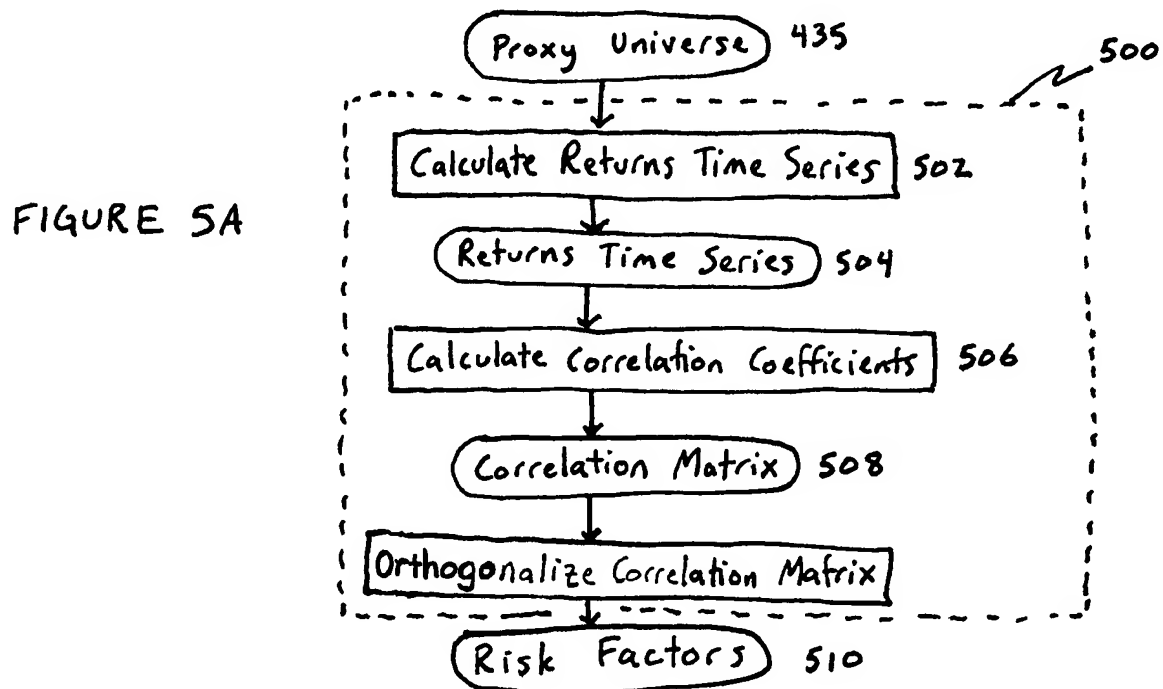 Proxy Universe 435
500
Calculate Returns Time Series 502
FIGURE 5A
Returns Time Series 504
Calculate Correlation Coefficients 506
Correlation Matrix 508
Orthogonalize Correlation Matrix
Risk Factors 510